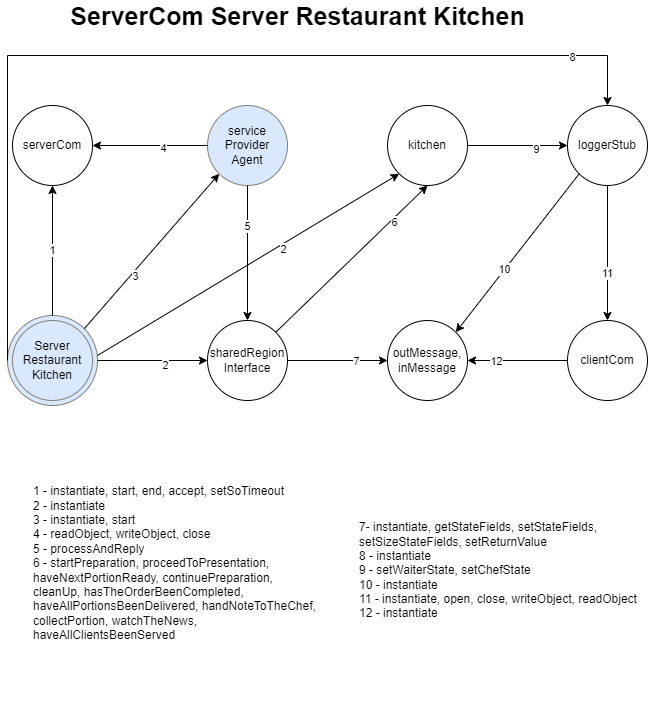 ServerCom Server Restaurant Kitchen
8
serverCom
4
service
Provider
Agent
kitchen
9
loggerStub
1
3
5
2
6
10
11
Server
Restaurant
Kitchen
2
sharedRegion
Interface
7
outMessage,
inMessage
12
clientCom
1 - instantiate, start, end, accept, setSoTimeout
2 - instantiate
3 - instantiate, start
4 - readObject, writeObject, close
5 - processAndReply
6 - startPreparation, proceedToPresentation,
haveNextPortionReady, continuePreparation,
cleanUp, hasTheOrderBeenCompleted,
haveAllPortionsBeenDelivered, handNoteToTheChef,
collectPortion, watchTheNews,
haveAllClientsBeenServed
7- instantiate, getStateFields, setStateFields,
setSizeStateFields, setReturnValue
8 - instantiate
9 - setWaiterState, setChefState
10 - instantiate
11 - instantiate, open, close, writeObject, readObject
12 - instantiate